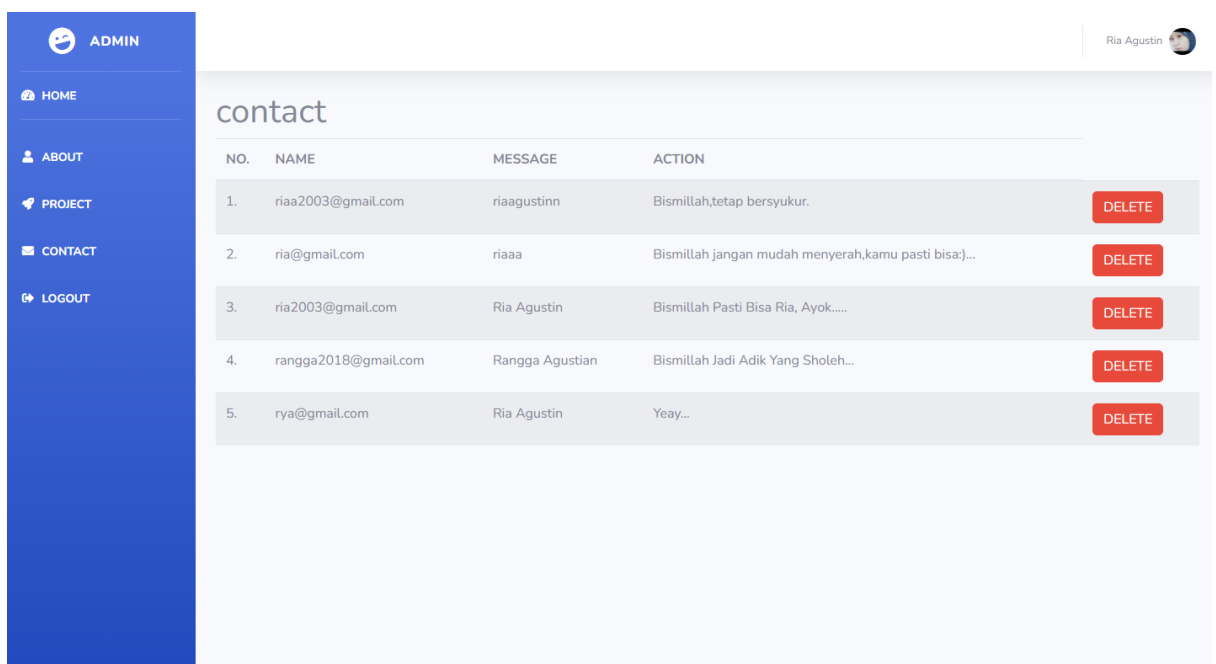 ADMIN
Ria Agustin
HOME
ABOUT
PROJECT
CONTACT
LOGOUT
contact
NO. NAME MESSAGE ACTION
1. riaa2003@gmail.com riaagustinn Bismillah,tetap bersyukur. DELETE
2. ria@gmail.com riaaa Bismillah jangan mudah menyerah,kamu pasti bisa:)... DELETE
3. ria2003@gmail.com Ria Agustin Bismillah Pasti Bisa Ria, Ayok..... DELETE
4. rangga2018@gmail.com Rangga Agustian Bismillah Jadi Adik Yang Sholeh... DELETE
5. rya@gmail.com Ria Agustin Yeay... DELETE